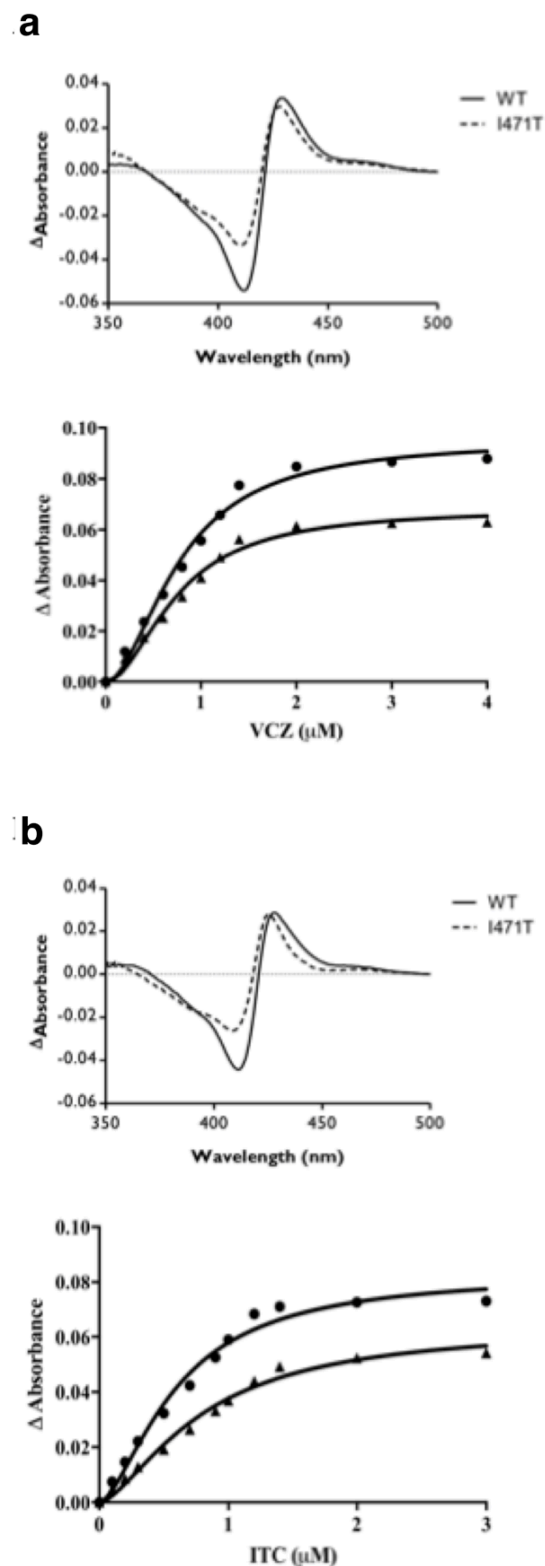 a
0.04
0.02
0.00
-0.02
-0.04
-0.06
350 400 450 500
ΔAbsorbance
Wavelength (nm)
WT
I471T
0.10
0.08
0.06
0.04
0.02
0.00
0 1 2 3 4
Δ Absorbance
VCZ (μM)
b
0.04
0.02
0.00
-0.02
-0.04
-0.06
350 400 450 500
ΔAbsorbance
Wavelength (nm)
WT
I471T
0.10
0.08
0.06
0.04
0.02
0.00
0 1 2 3
Δ Absorbance
ITC (μM)